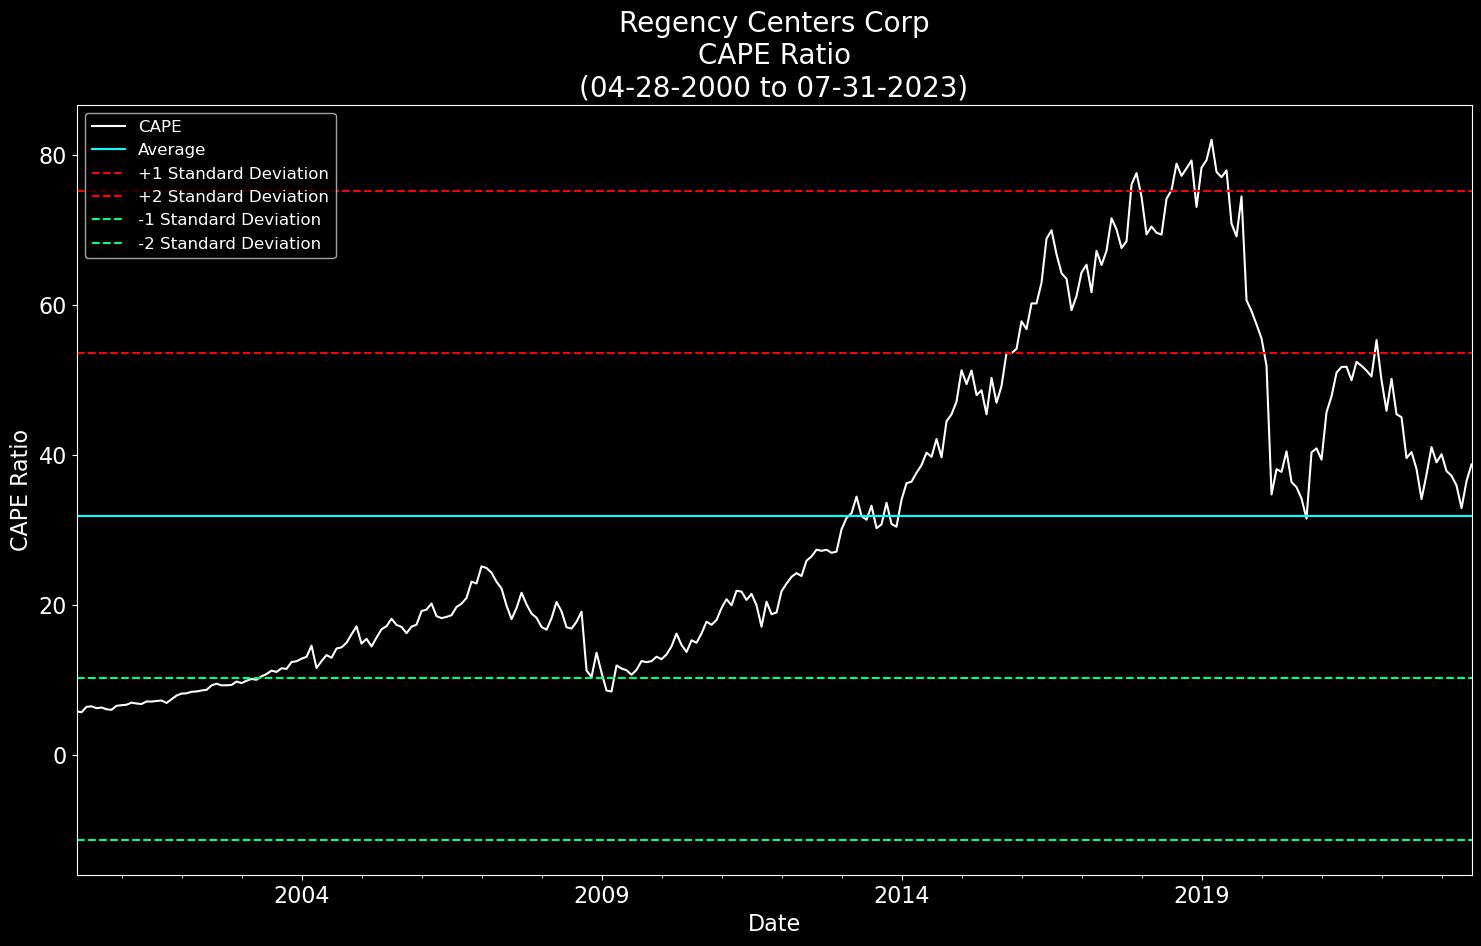 Regency Centers Corp
CAPE Ratio
(04-28-2000 to 07-31-2023)
CAPE
Average
+1 Standard Deviation
+2 Standard Deviation
-1 Standard Deviation
-2 Standard Deviation
80
60
40
20
0
CAPE Ratio
2004
2009
2014
2019
Date